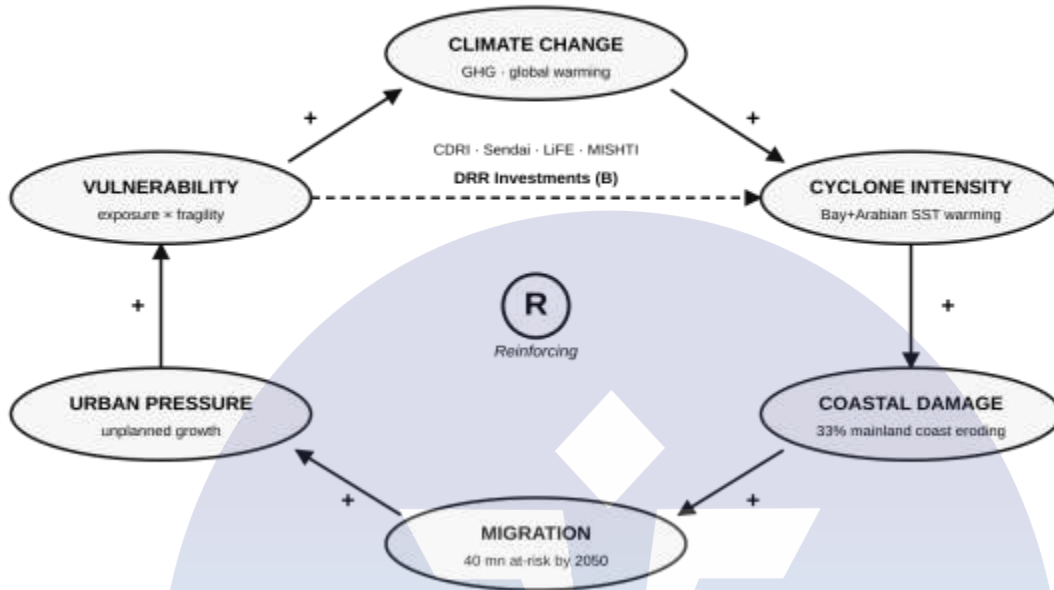 CLIMATE CHANGE
GHG · global warming
+
+
CDRI · Sendai · LiFE · MISHTI
DRR Investments (B)
VULNERABILITY
exposure × fragility
CYCLONE INTENSITY
Bay+Arabian SST warming
+
R
Reinforcing
+
URBAN PRESSURE
unplanned growth
COASTAL DAMAGE
33% mainland coast eroding
+
+
MIGRATION
40 mn at-risk by 2050